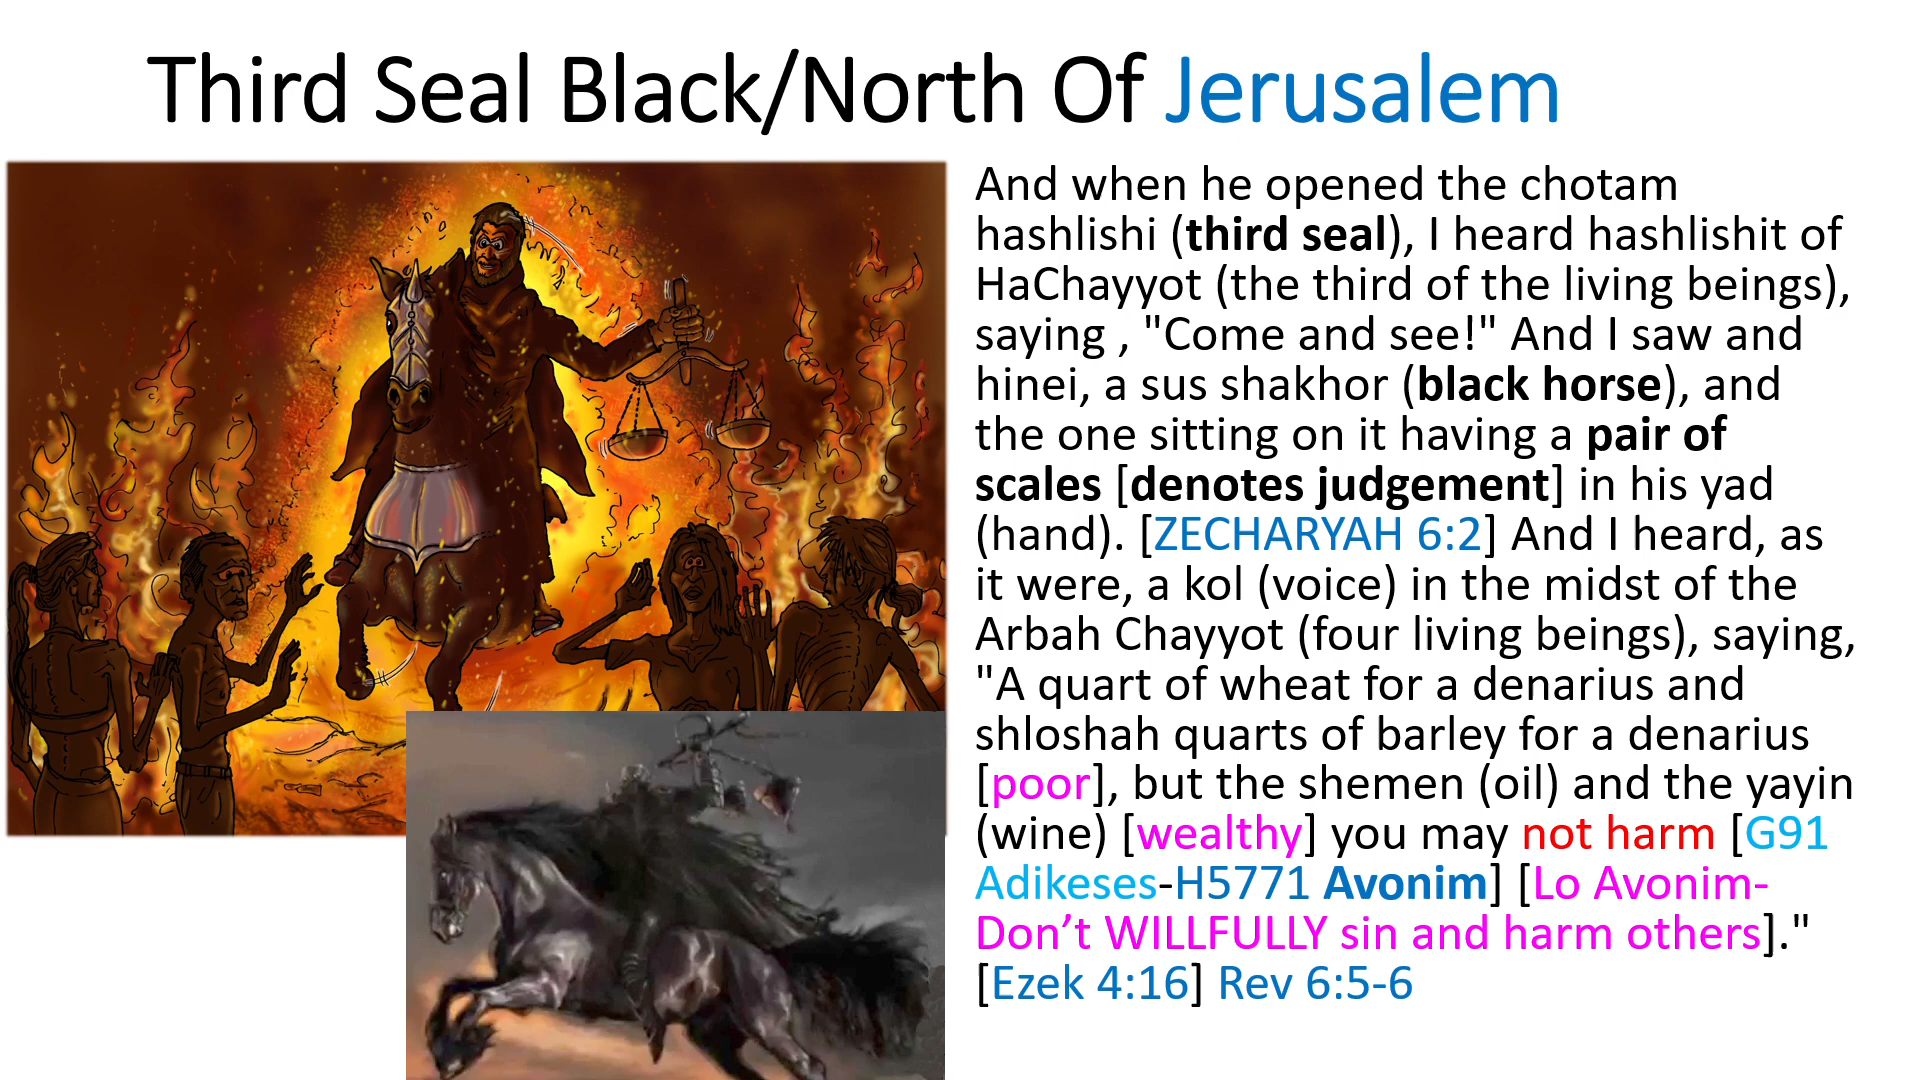 Third Seal Black/North Of Jerusalem
And when he opened the chotam
hashlishi (third seal), I heard hashlishit of
HaChayyot (the third of the living beings),
saying , "Come and see!" And I saw and
hinei, a sus shakhor (black horse), and
the one sitting on it having a pair of
scales [denotes judgement] in his yad
(hand). [ZECHARYAH 6:2] And I heard, as
it were, a kol (voice) in the midst of the
Arbah Chayyot (four living beings), saying,
"A quart of wheat for a denarius and
shloshah quarts of barley for a denarius
[poor], but the shemen (oil) and the yayin
(wine) [wealthy] you may not harm [G91
Adikeses-H5771 Avonim] [Lo Avonim-
Don’t WILLFULLY sin and harm others]."
[Ezek 4:16] Rev 6:5-6